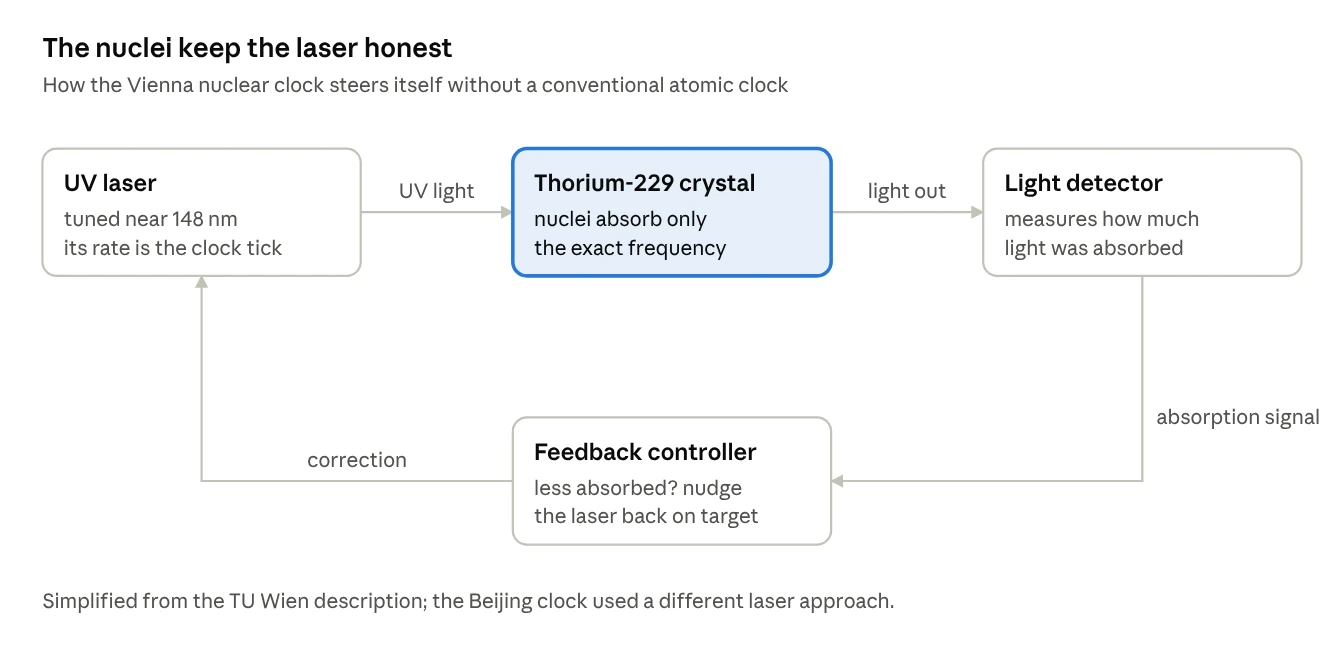 The nuclei keep the laser honest
How the Vienna nuclear clock steers itself without a conventional atomic clock
UV laser
tuned near 148 nm
its rate is the clock tick
UV light
Thorium-229 crystal
nuclei absorb only
the exact frequency
light out
Light detector
measures how much
light was absorbed
absorption signal
Feedback controller
less absorbed? nudge
the laser back on target
correction
Simplified from the TU Wien description; the Beijing clock used a different laser approach.